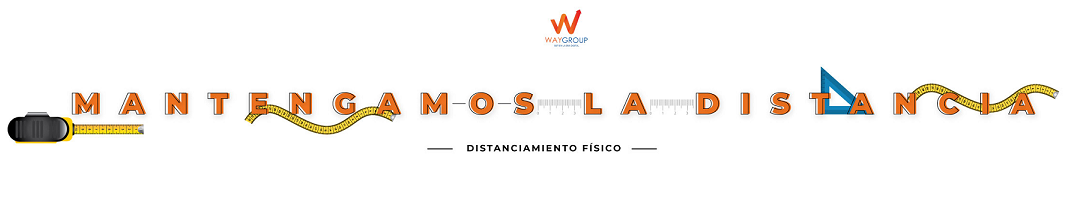 WAYGROUP
MANTENGAMOS LA DISTANCIA
DISTANCIAMIENTO FÍSICO